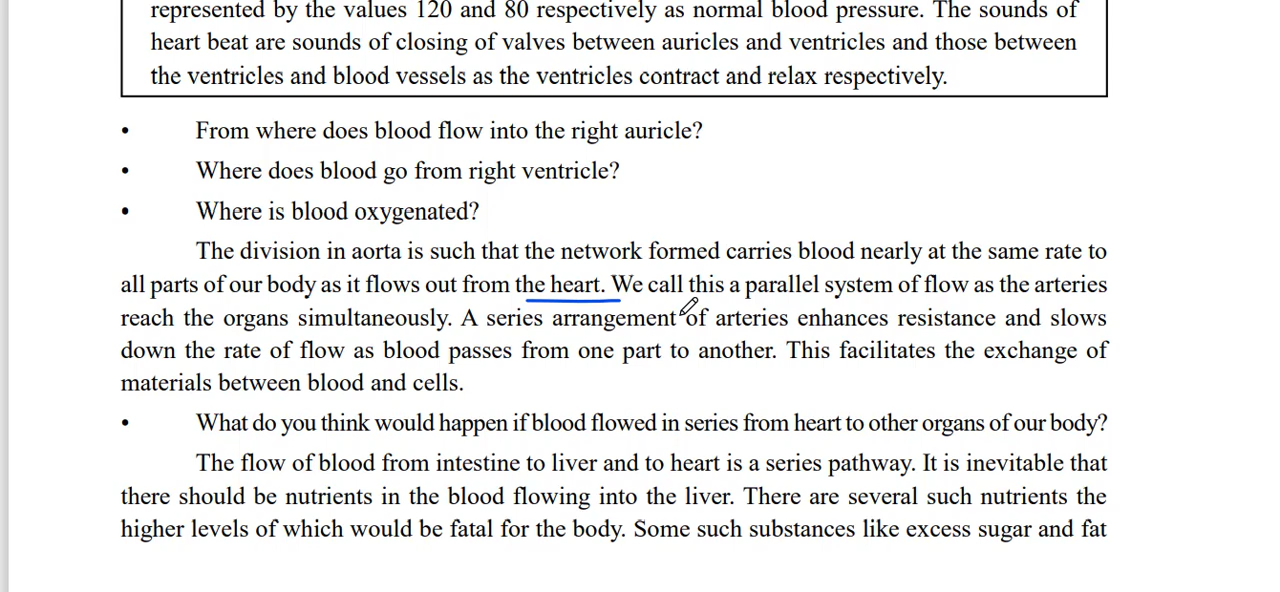 represented by the values 120 and 80 respectively as normal blood pressure. The sounds of
heart beat are sounds of closing of valves between auricles and ventricles and those between
the ventricles and blood vessels as the ventricles contract and relax respectively.
• From where does blood flow into the right auricle?
• Where does blood go from right ventricle?
• Where is blood oxygenated?
The division in aorta is such that the network formed carries blood nearly at the same rate to
all parts of our body as it flows out from the heart. We call this a parallel system of flow as the arteries
reach the organs simultaneously. A series arrangement of arteries enhances resistance and slows
down the rate of flow as blood passes from one part to another. This facilitates the exchange of
materials between blood and cells.
• What do you think would happen if blood flowed in series from heart to other organs of our body?
The flow of blood from intestine to liver and to heart is a series pathway. It is inevitable that
there should be nutrients in the blood flowing into the liver. There are several such nutrients the
higher levels of which would be fatal for the body. Some such substances like excess sugar and fat